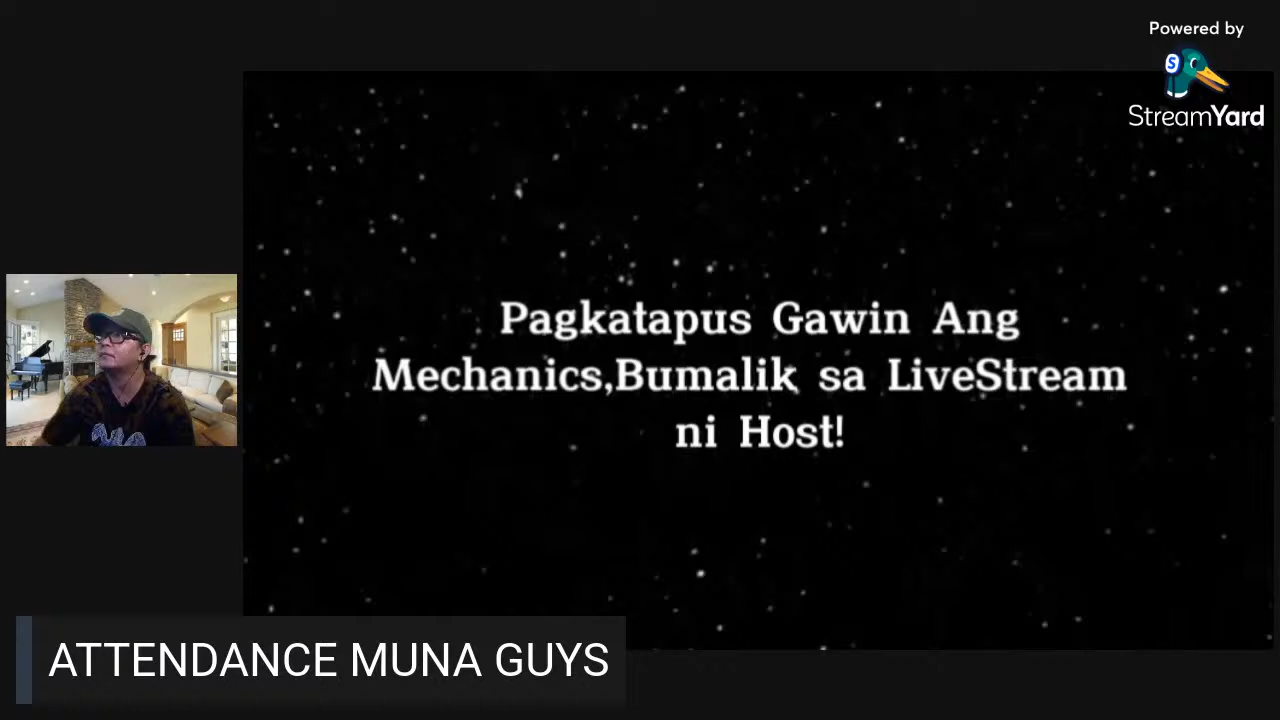 Powered by
S
StreamYard
Pagkatapus Gawin Ang
Mechanics,Bumalik sa LiveStream
ni Host!
ATTENDANCE MUNA GUYS